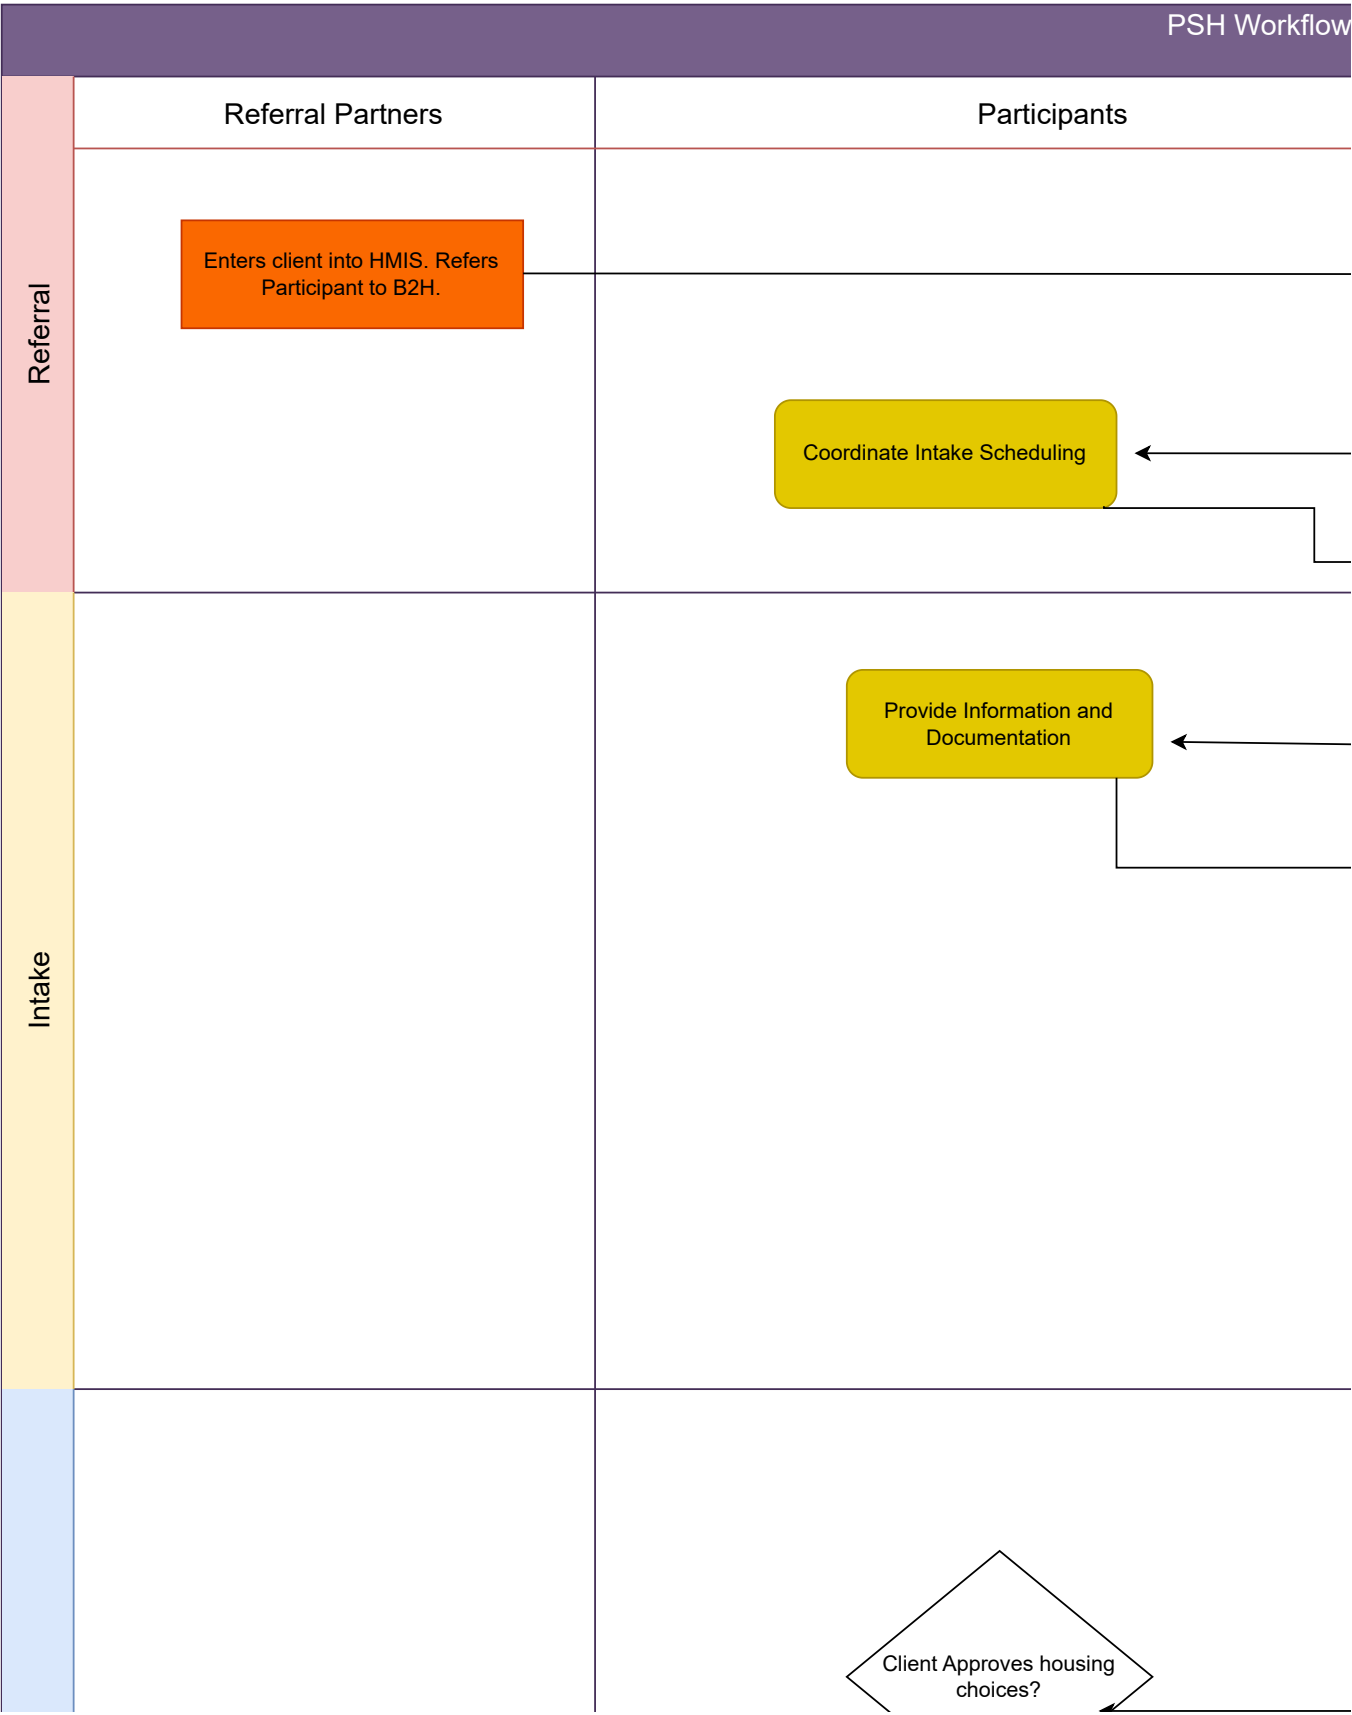 PSH Workflow
Referral Partners
Participants
Referral
Enters client into HMIS. Refers
Participant to B2H.
Coordinate Intake Scheduling
Intake
Provide Information and
Documentation
Client Approves housing
choices?